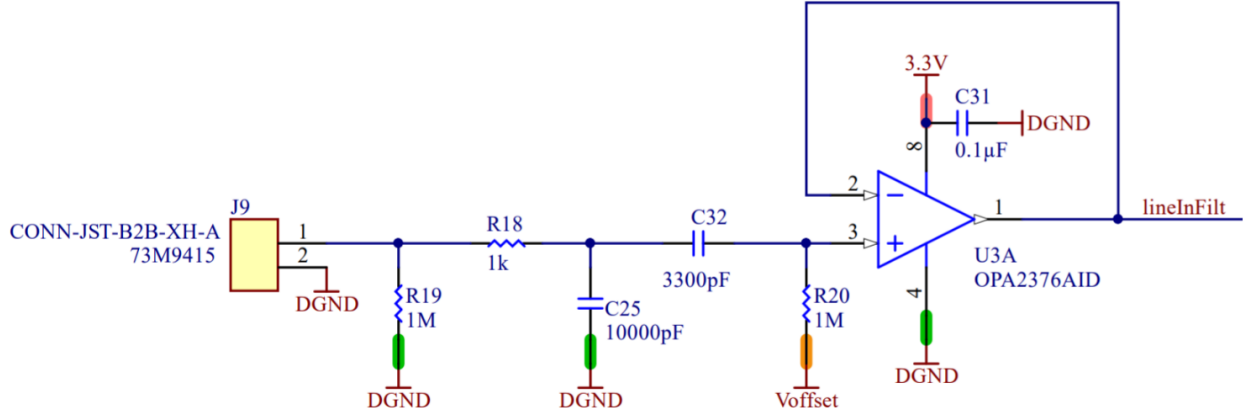 3.3V
C31
DGND
0.1µF
8
2
1
lineInFilt
J9
CONN-JST-B2B-XH-A
73M9415
1
2
DGND
R18
1k
C32
3300pF
3
U3A
OPA2376AID
4
R19
1M
C25
10000pF
R20
1M
DGND
DGND
Voffset
DGND